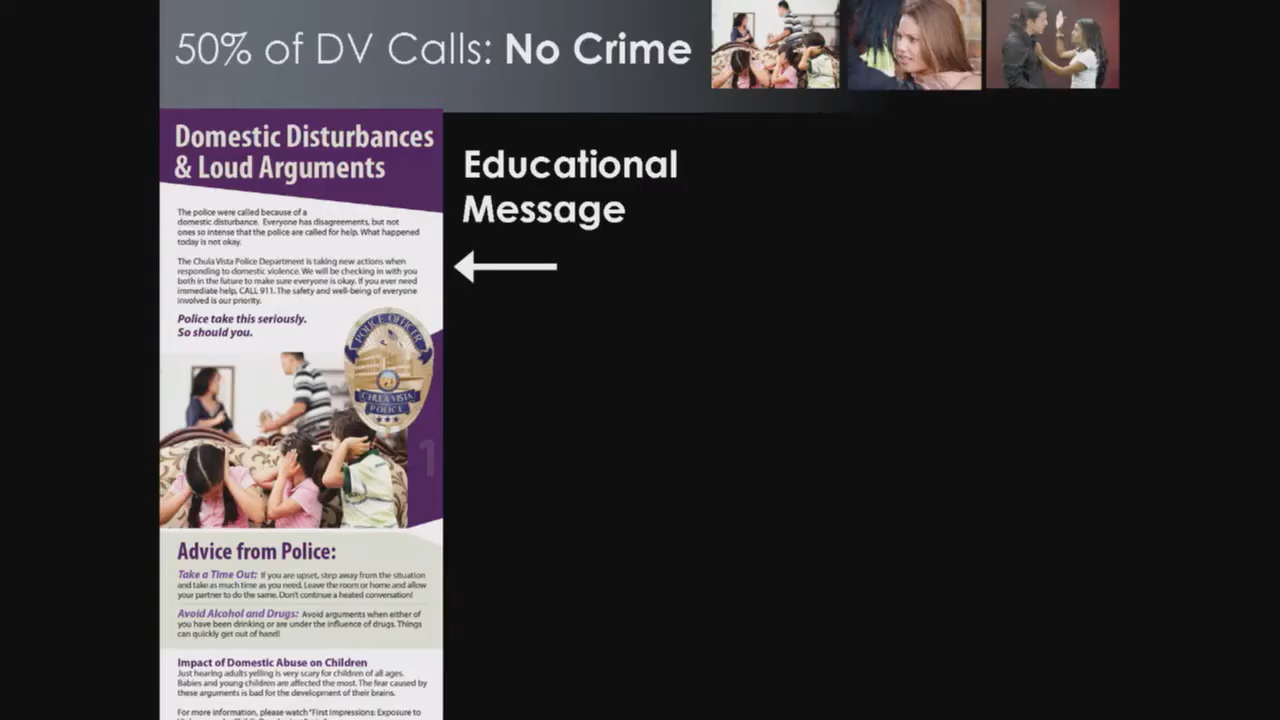 50% of DV Calls: No Crime
Domestic Disturbances
& Loud Arguments
Educational
Message
The police were called because of a
domestic disturbance. Everyone has disagreements, but not
ones so intense that the police are called for help. What happened
today is not okay.
The Chula Vista Police Department is taking new actions when
responding to domestic violence. We will be checking in with you
both in the future to make sure everyone is okay. If you ever need
immediate help, CALL 911. The safety and well-being of everyone
involved is our priority.
Police take this seriously.
So should you.
POLICE OFFICER
CHULA VISTA
POLICE
1
Advice from Police:
Take a Time Out: If you are upset, step away from the situation
and take as much time as you need. Leave the room or home and allow
your partner to do the same. Don't continue a heated conversation!
Avoid Alcohol and Drugs: Avoid arguments when either of
you have been drinking or are under the influence of drugs. Things
can quickly get out of hand!
Impact of Domestic Abuse on Children
Just hearing adults yelling is very scary for children of all ages.
Babies and young children are affected the most. The fear caused by
these arguments is bad for the development of their brains.
For more information, please watch "First Impressions: Exposure to